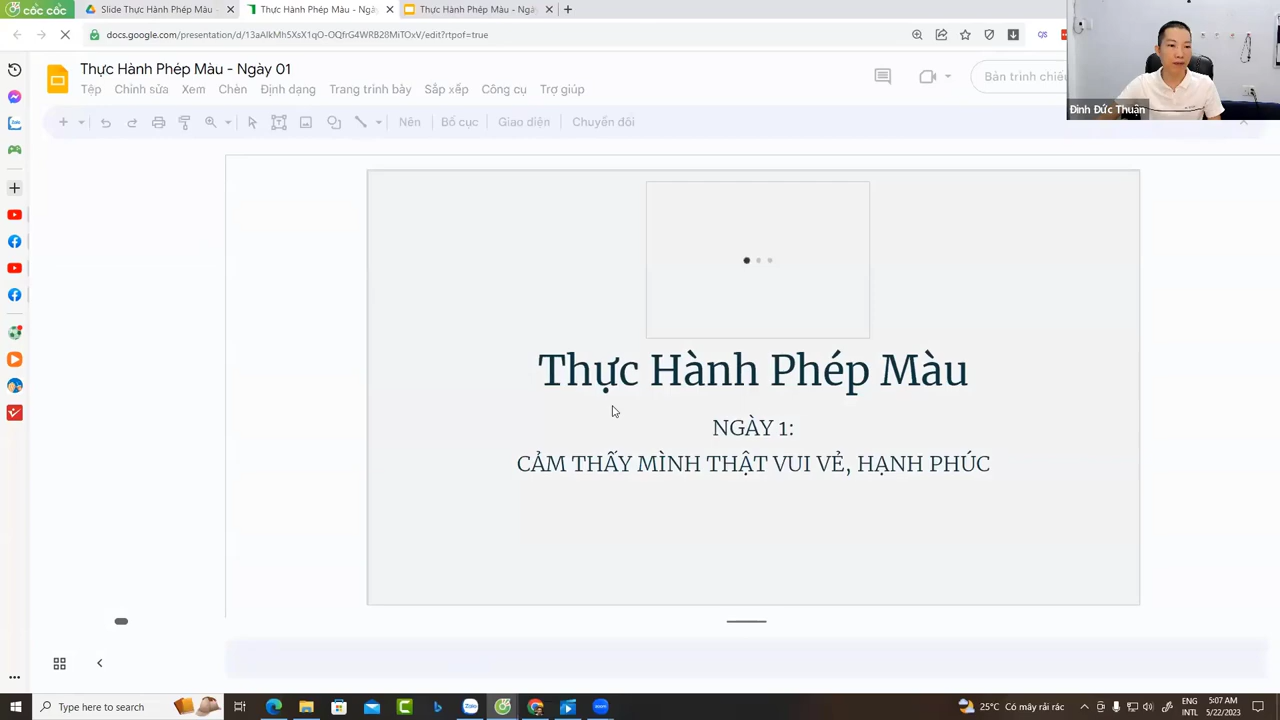 cốc cốc
Slide Thực Hành Phép Màu -
Thực Hành Phép Màu - Ngày
Thực Hành Phép Màu - Ngày
docs.google.com/presentation/d/13aAIkMh5XsX1qO-OQfrG4WRB28MiTOxV/edit?rtpof=true
Thực Hành Phép Màu - Ngày 01
Tệp Chỉnh sửa Xem Chèn Định dạng Trang trình bày Sắp xếp Công cụ Trợ giúp
Bản trình chiếu
Đinh Đức Thuận
Nền Bố cục Giao diện Chuyển đổi
Thực Hành Phép Màu
NGÀY 1:
CẢM THẤY MÌNH THẬT VUI VẺ, HẠNH PHÚC
Type here to search
Zalo
25°C Có mây rải rác
ENG
INTL
5:07 AM
5/22/2023